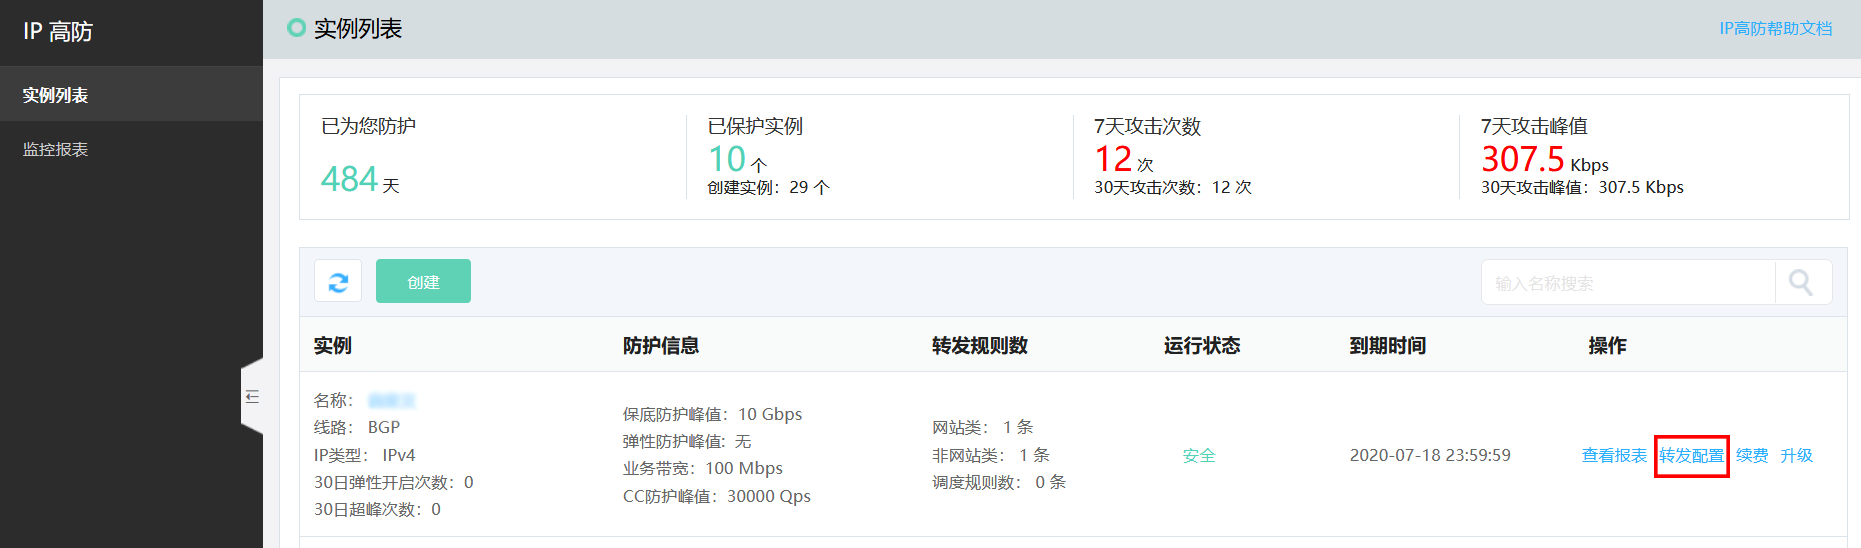 IP 高防
实例列表
监控报表
实例列表
IP高防帮助文档
已为您防护
484 天
已保护实例
10 个
创建实例：29 个
7天攻击次数
12 次
30天攻击次数：12 次
7天攻击峰值
307.5 Kbps
30天攻击峰值：307.5 Kbps
创建
输入名称搜索
实例 防护信息 转发规则数 运行状态 到期时间 操作
名称：
线路： BGP
IP类型： IPv4
30日弹性开启次数：0
30日超峰次数：0
保底防护峰值：10 Gbps
弹性防护峰值: 无
业务带宽：100 Mbps
CC防护峰值：30000 Qps
网站类： 1 条
非网站类： 1 条
调度规则数： 0 条
安全
2020-07-18 23:59:59
查看报表 转发配置 续费 升级